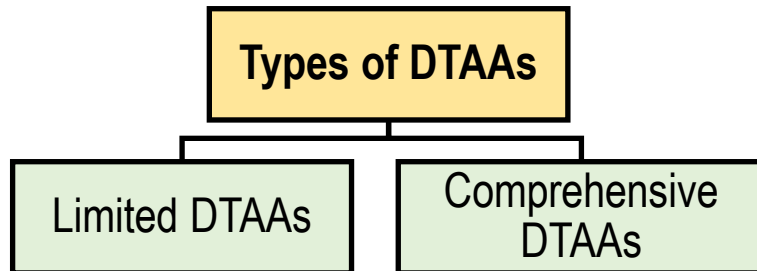 Types of DTAAs
Limited DTAAs
Comprehensive
DTAAs